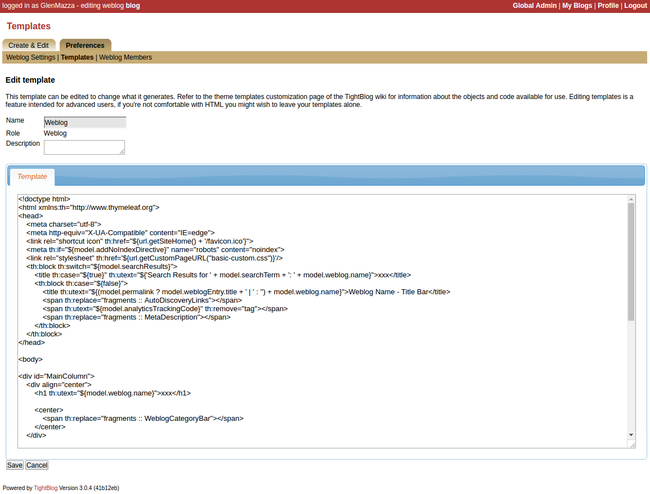 logged in as GlenMazza - editing weblog blog
Global Admin | My Blogs | Profile | Logout
Templates
Create & Edit
Preferences
Weblog Settings | Templates | Weblog Members
Edit template
This template can be edited to change what it generates. Refer to the theme templates customization page of the TightBlog wiki for information about the objects and code available for use. Editing templates is a
feature intended for advanced users, if you're not comfortable with HTML you might wish to leave your templates alone.
Name Weblog
Role Weblog
Description
Template
<!doctype html>
<html xmlns:th="http://www.thymeleaf.org">
<head>
<meta charset="utf-8">
<meta http-equiv="X-UA-Compatible" content="IE=edge">
<link rel="shortcut icon" th:href="${url.getSiteHome() + '/favicon.ico'}">
<meta th:if="${model.addNoIndexDirective}" name="robots" content="noindex">
<link rel="stylesheet" th:href='${url.getCustomPageURL("basic-custom.css")}'/>
<th:block th:switch="${model.searchResults}">
<title th:case="${true}" th:utext="${'Search Results for ' + model.searchTerm + ': ' + model.weblog.name}">xxx</title>
<th:block th:case="${false}">
<title th:utext="${(model.permalink ? model.weblogEntry.title + ' | ' : '') + model.weblog.name}">Weblog Name - Title Bar</title>
<span th:replace="fragments :: AutoDiscoveryLinks"></span>
<span th:utext="${model.analyticsTrackingCode}" th:remove="tag"></span>
<span th:replace="fragments :: MetaDescription"></span>
</th:block>
</th:block>
</head>
<body>
<div id="MainColumn">
<div align="center">
<h1 th:utext="${model.weblog.name}">xxx</h1>
<center>
<span th:replace="fragments :: WeblogCategoryBar"></span>
</center>
</div>
Save Cancel
Powered by TightBlog Version 3.0.4 (41b12eb)